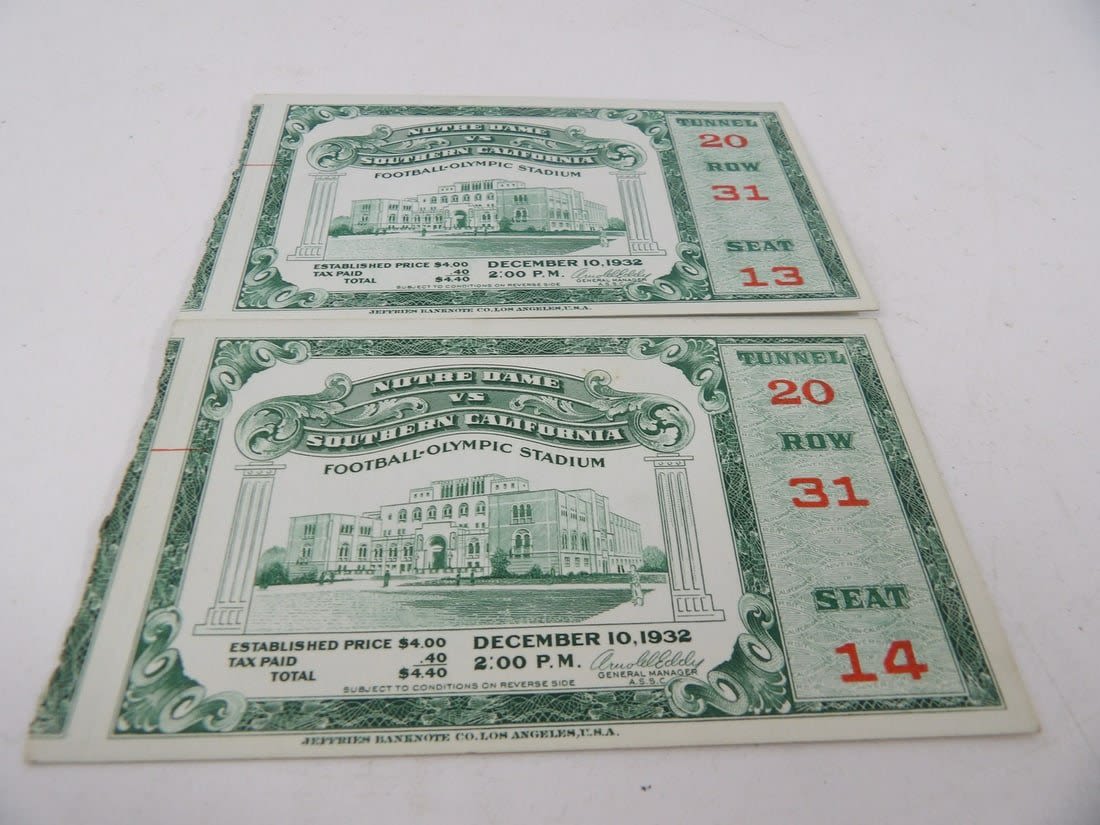 NOTRE DAME
VS
SOUTHERN CALIFORNIA
FOOTBALL-OLYMPIC STADIUM
ESTABLISHED PRICE $4.00
TAX PAID .40
TOTAL $4.40
DECEMBER 10, 1932
2:00 P.M.
Arnold Eddy
GENERAL MANAGER
A.S.S.C.
SUBJECT TO CONDITIONS ON REVERSE SIDE
JEFFRIES BANKNOTE CO. LOS ANGELES, U.S.A.
TUNNEL
20
ROW
31
SEAT
13
NOTRE DAME
VS
SOUTHERN CALIFORNIA
FOOTBALL-OLYMPIC STADIUM
ESTABLISHED PRICE $4.00
TAX PAID .40
TOTAL $4.40
DECEMBER 10, 1932
2:00 P.M.
Arnold Eddy
GENERAL MANAGER
A.S.S.C.
SUBJECT TO CONDITIONS ON REVERSE SIDE
JEFFRIES BANKNOTE CO. LOS ANGELES, U.S.A.
TUNNEL
20
ROW
31
SEAT
14